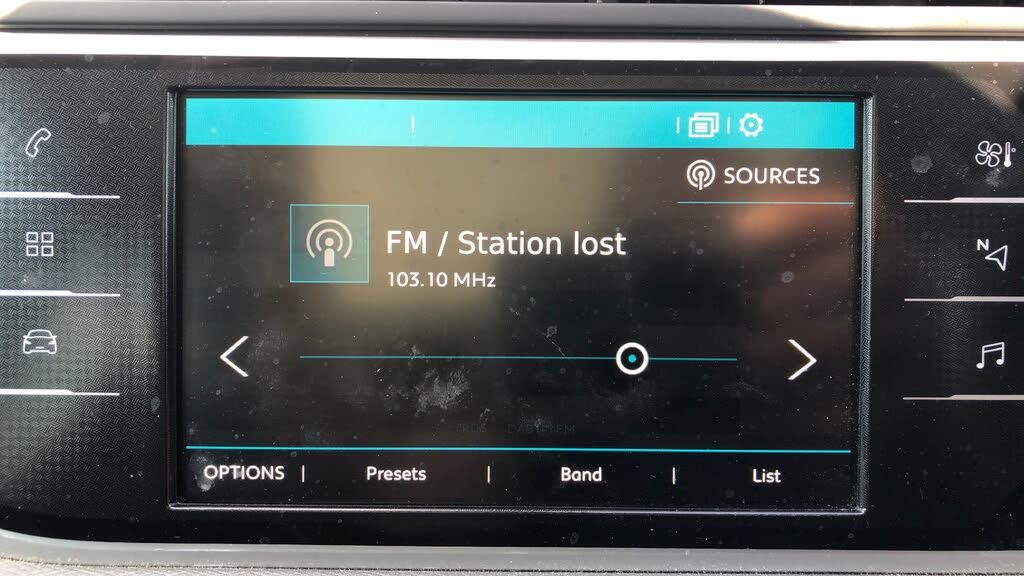 SOURCES
FM / Station lost
103.10 MHz
N
OPTIONS | Presets | Band | List